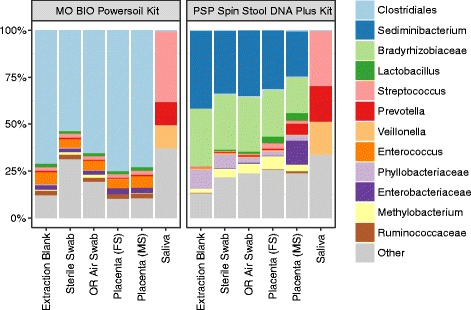 MO BIO Powersoil Kit
PSP Spin Stool DNA Plus Kit
100%
75%
50%
25%
0%
Extraction Blank
Sterile Swab
OR Air Swab
Placenta (FS)
Placenta (MS)
Saliva
Extraction Blank
Sterile Swab
OR Air Swab
Placenta (FS)
Placenta (MS)
Saliva
Clostridiales
Sediminibacterium
Bradyrhizobiaceae
Lactobacillus
Streptococcus
Prevotella
Veillonella
Enterococcus
Phyllobacteriaceae
Enterobacteriaceae
Methylobacterium
Ruminococcaceae
Other